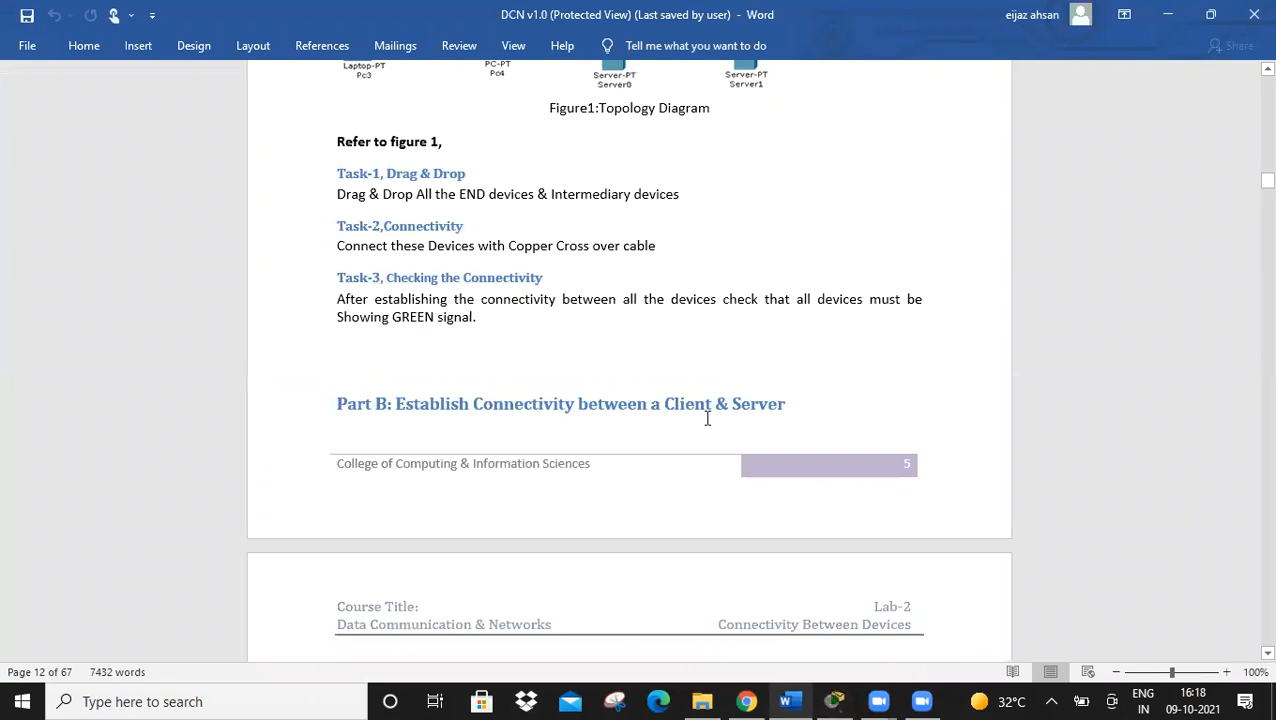 DCN v1.0 (Protected View) (Last saved by user) - Word
eijaz ahsan
File Home Insert Design Layout References Mailings Review View Help Tell me what you want to do Share
Laptop-PT PC-PT Server-PT Server-PT
Pc3 Pc4 Server0 Server1
Figure1:Topology Diagram
Refer to figure 1,
Task-1, Drag & Drop
Drag & Drop All the END devices & Intermediary devices
Task-2,Connectivity
Connect these Devices with Copper Cross over cable
Task-3, Checking the Connectivity
After establishing the connectivity between all the devices check that all devices must be
Showing GREEN signal.
Part B: Establish Connectivity between a Client & Server
College of Computing & Information Sciences 5
Course Title: Lab-2
Data Communication & Networks Connectivity Between Devices
Page 12 of 67 7432 words 100%
Type here to search 32°C ENG 16:18
IN 09-10-2021